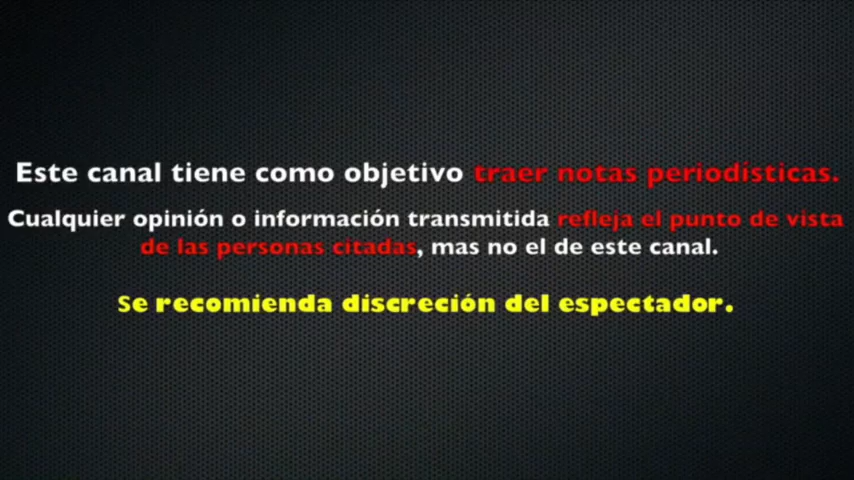 Este canal tiene como objetivo traer notas periodísticas.
Cualquier opinión o información transmitida refleja el punto de vista
de las personas citadas, mas no el de este canal.
Se recomienda discreción del espectador.